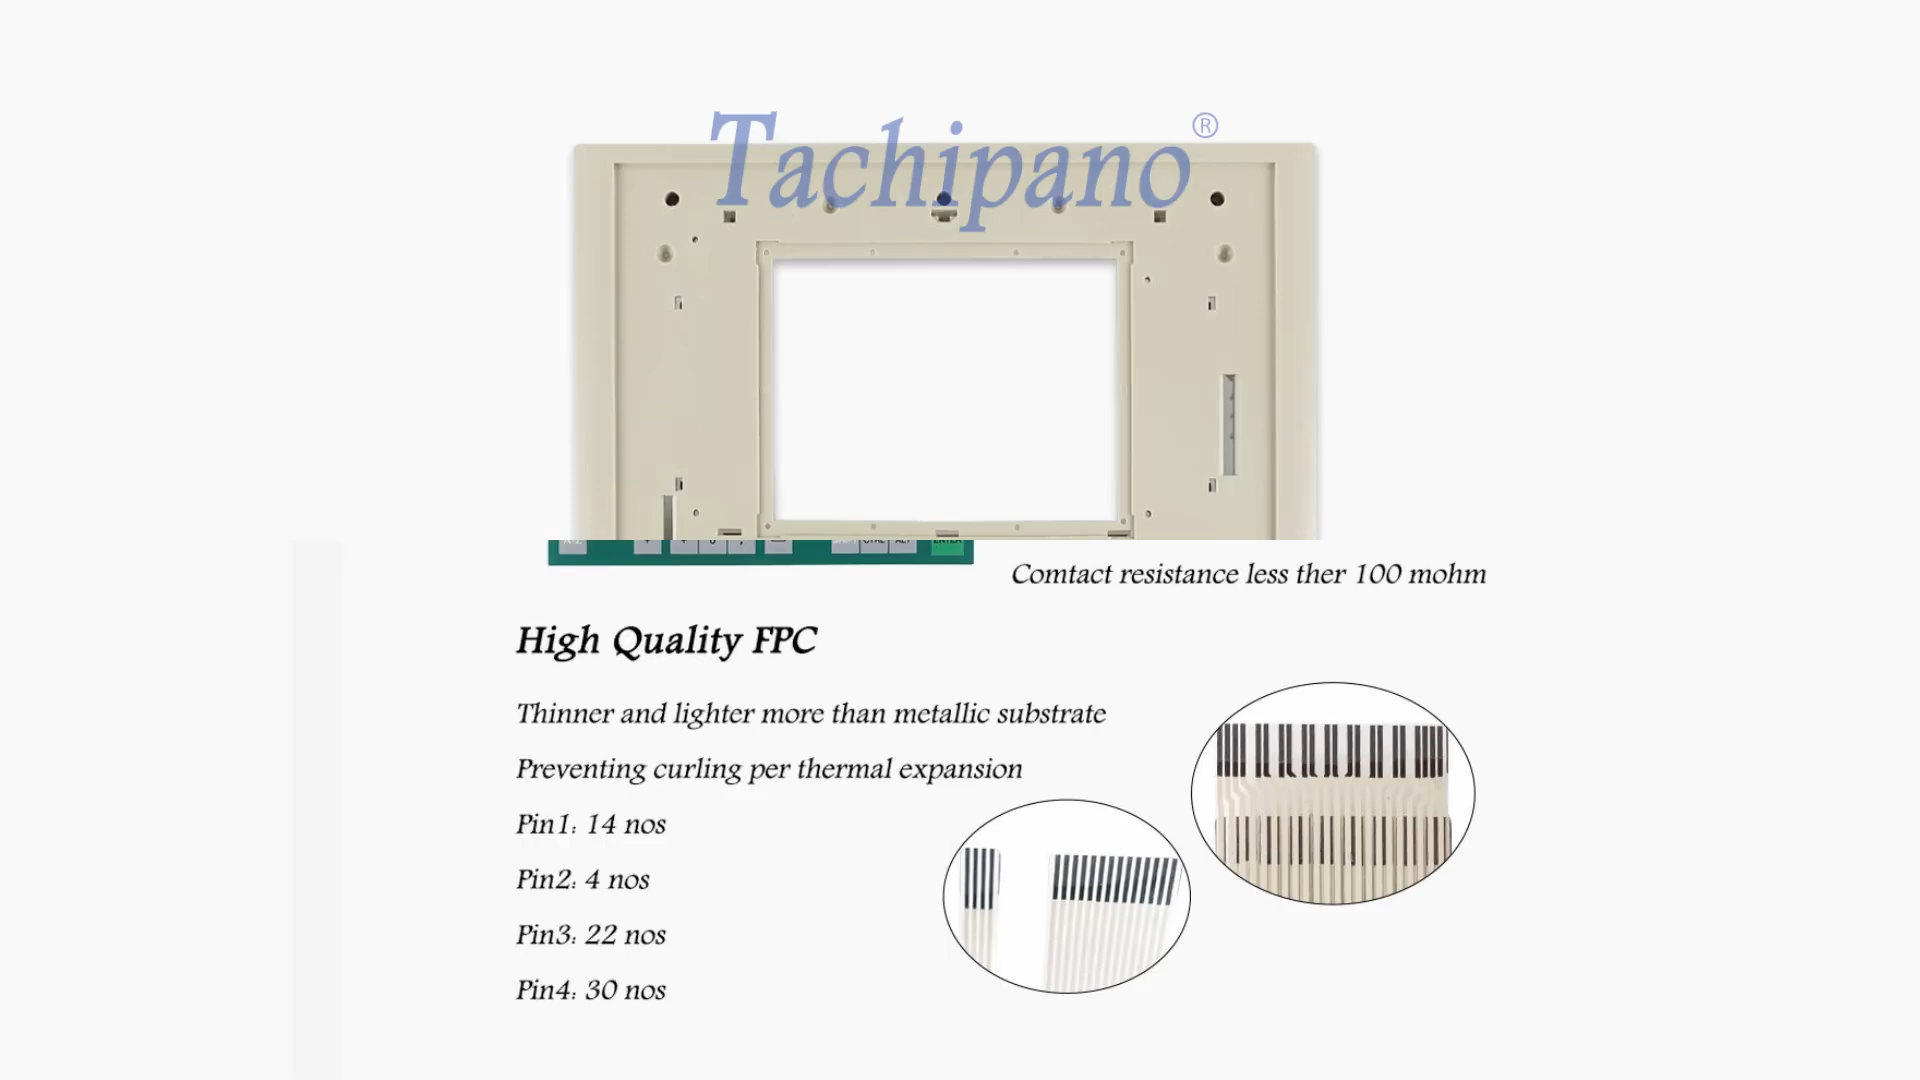 Tachipano®
Comtact resistance less ther 100 mohm
High Quality FPC
Thinner and lighter more than metallic substrate
Preventing curling per thermal expansion
Pin1: 14 nos
Pin2: 4 nos
Pin3: 22 nos
Pin4: 30 nos